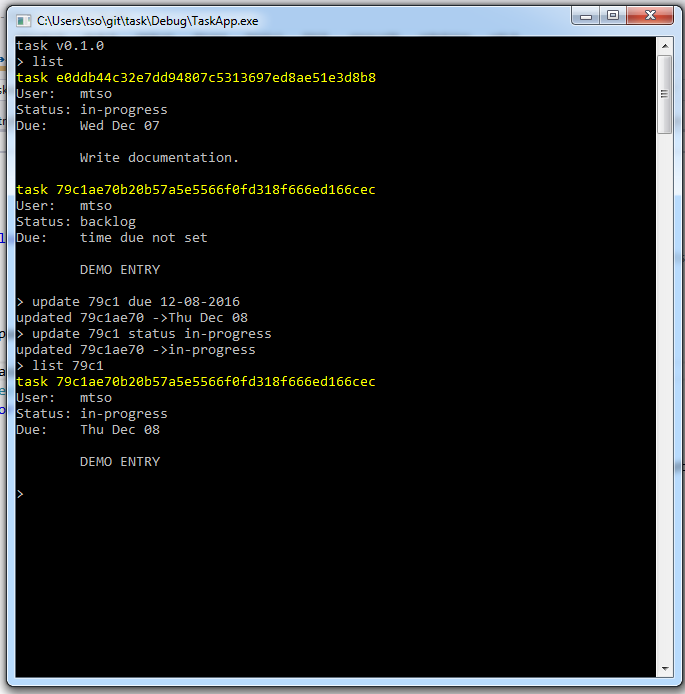 C:\Users\tso\git\task\Debug\TaskApp.exe
task v0.1.0
> list
task e0ddb44c32e7dd94807c5313697ed8ae51e3d8b8
User:   mtso
Status: in-progress
Due:    Wed Dec 07
Write documentation.
task 79c1ae70b20b57a5e5566f0fd318f666ed166cec
User:   mtso
Status: backlog
Due:    time due not set
DEMO ENTRY
> update 79c1 due 12-08-2016
updated 79c1ae70 ->Thu Dec 08
> update 79c1 status in-progress
updated 79c1ae70 ->in-progress
> list 79c1
task 79c1ae70b20b57a5e5566f0fd318f666ed166cec
User:   mtso
Status: in-progress
Due:    Thu Dec 08
DEMO ENTRY
>